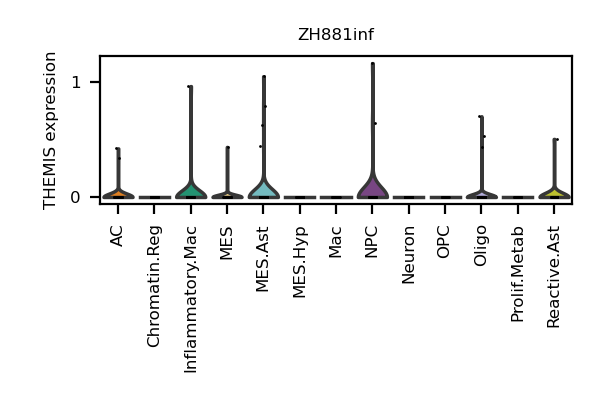 ZH881inf
THEMIS expression
1
0
AC
Chromatin.Reg
Inflammatory.Mac
MES
MES.Ast
MES.Hyp
Mac
NPC
Neuron
OPC
Oligo
Prolif.Metab
Reactive.Ast